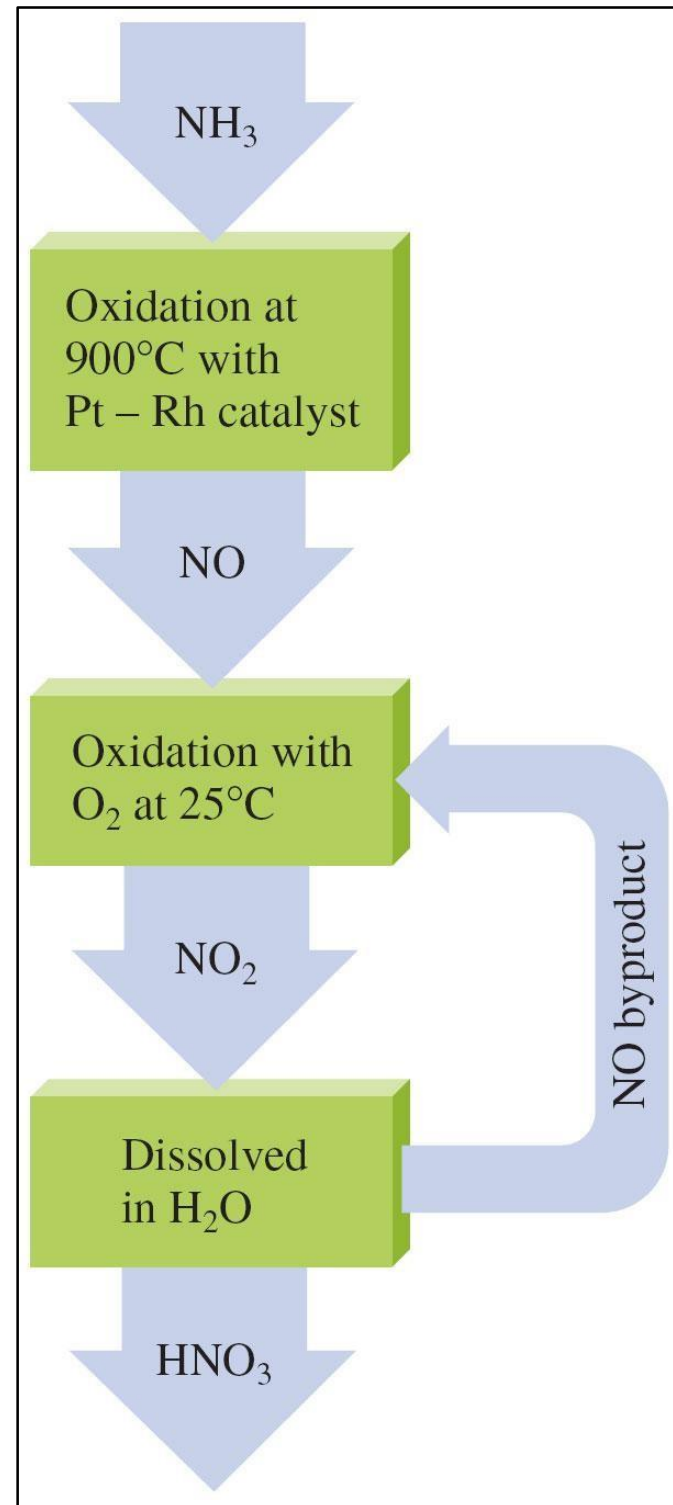 NH₃
Oxidation at
900°C with
Pt – Rh catalyst
NO
Oxidation with
O₂ at 25°C
NO₂
NO byproduct
Dissolved
in H₂O
HNO₃